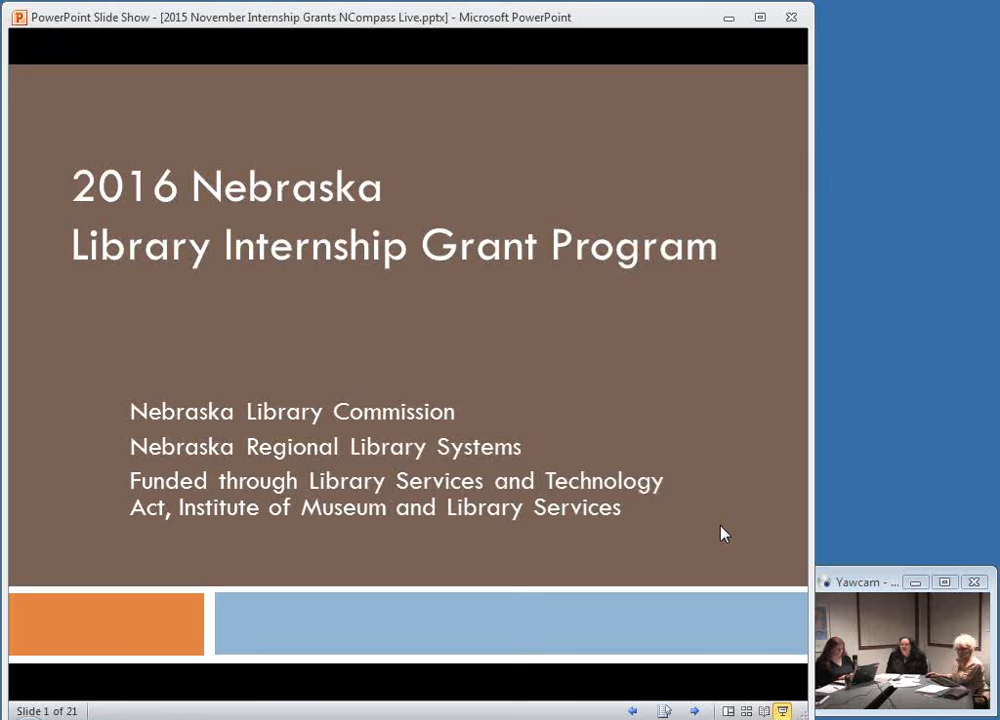 PowerPoint Slide Show - [2015 November Internship Grants NCompass Live.pptx] - Microsoft PowerPoint
2016 Nebraska
Library Internship Grant Program
Nebraska Library Commission
Nebraska Regional Library Systems
Funded through Library Services and Technology
Act, Institute of Museum and Library Services
Yawcam - ...
Slide 1 of 21